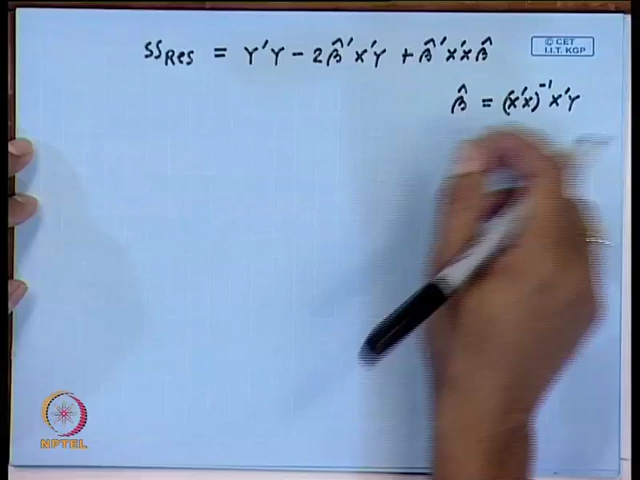 SS_Res = Y'Y - 2β̂'X'Y + β̂'X'Xβ̂
© CET
I.I.T. KGP
β̂ = (X'X)⁻¹X'Y
NPTEL